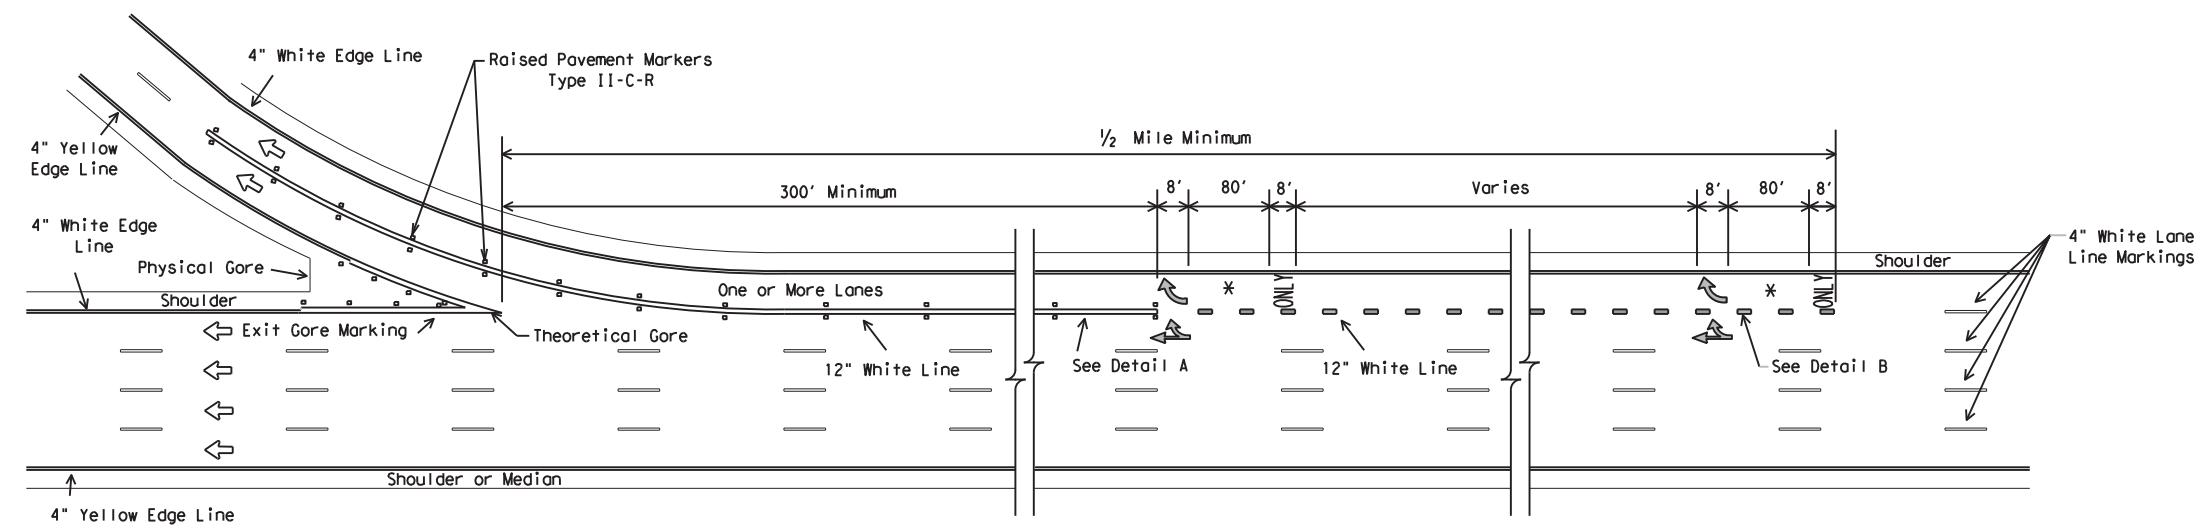 4" White Edge Line
Raised Pavement Markers
Type II-C-R
4" Yellow
Edge Line
½ Mile Minimum
300' Minimum
8'
80'
8'
Varies
8'
80'
8'
4" White Edge
Line
4" White Lane
Line Markings
Physical Gore
Shoulder
Shoulder
One or More Lanes
*
ONLY
*
ONLY
Exit Gore Marking
Theoretical Gore
12" White Line
See Detail A
12" White Line
See Detail B
Shoulder or Median
4" Yellow Edge Line